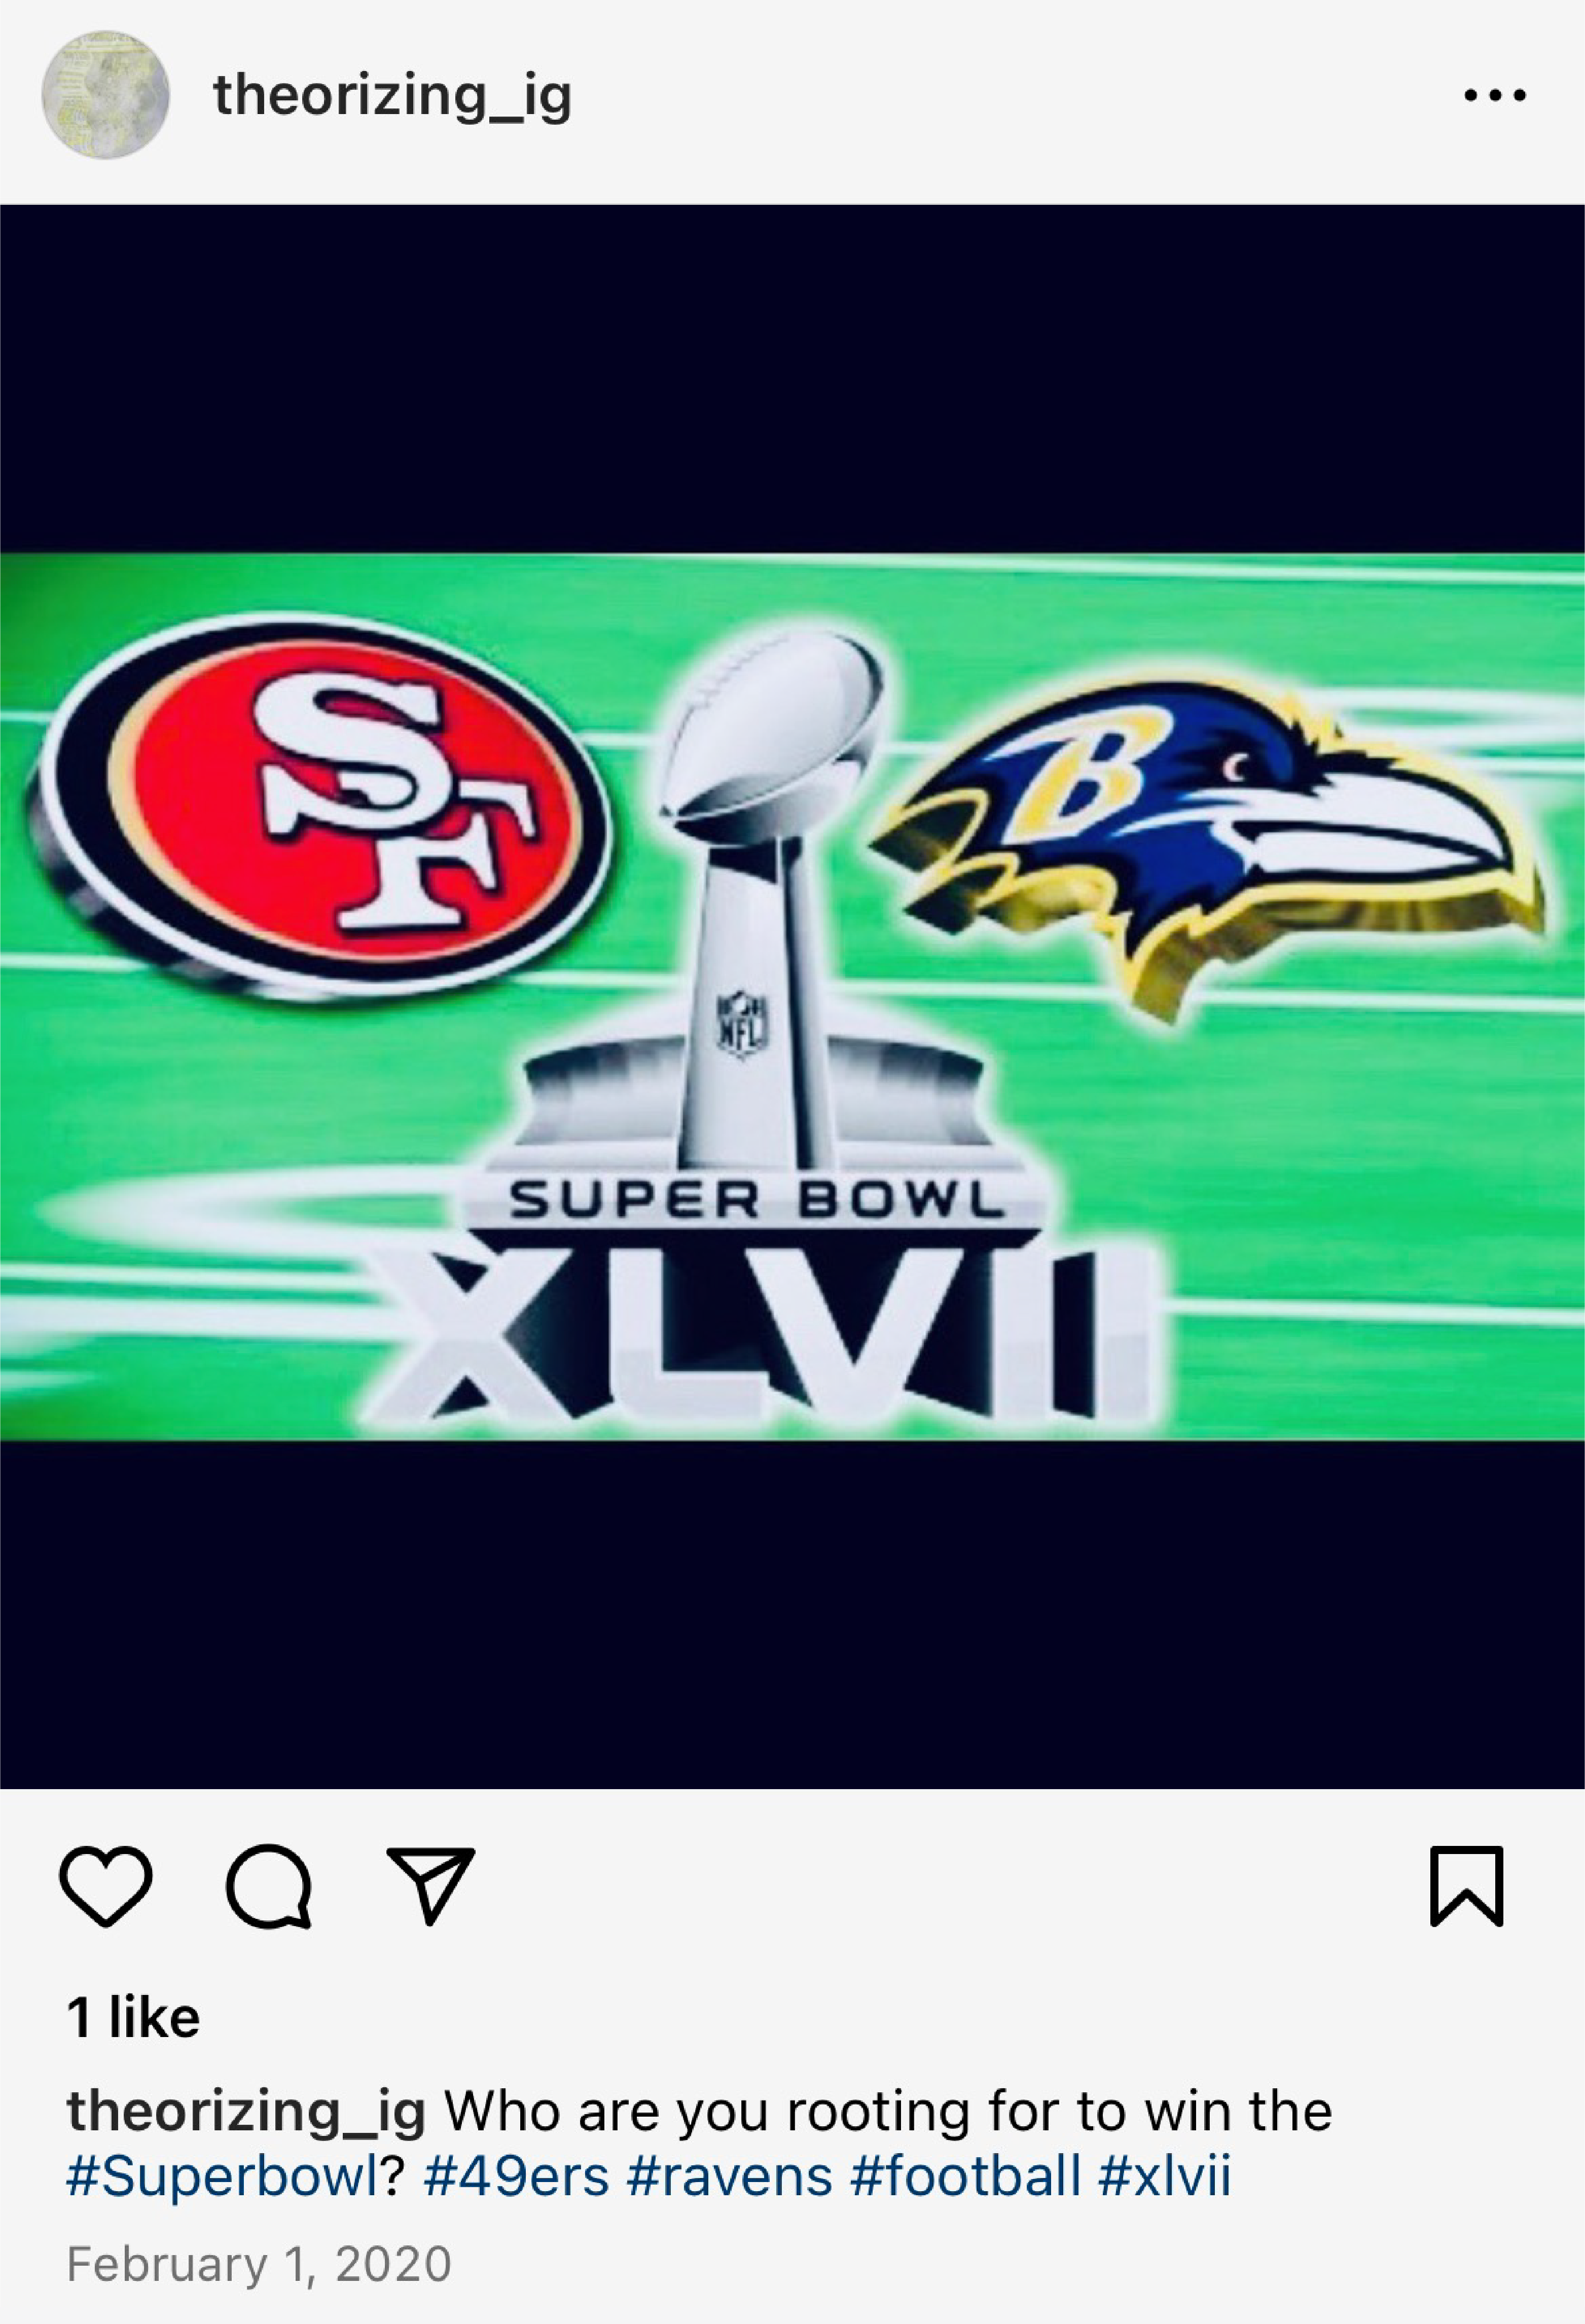 theorizing_ig
SF
B
NFL
SUPER BOWL
XLVII
1 like
theorizing_ig Who are you rooting for to win the
#Superbowl? #49ers #ravens #football #xlvii
February 1, 2020